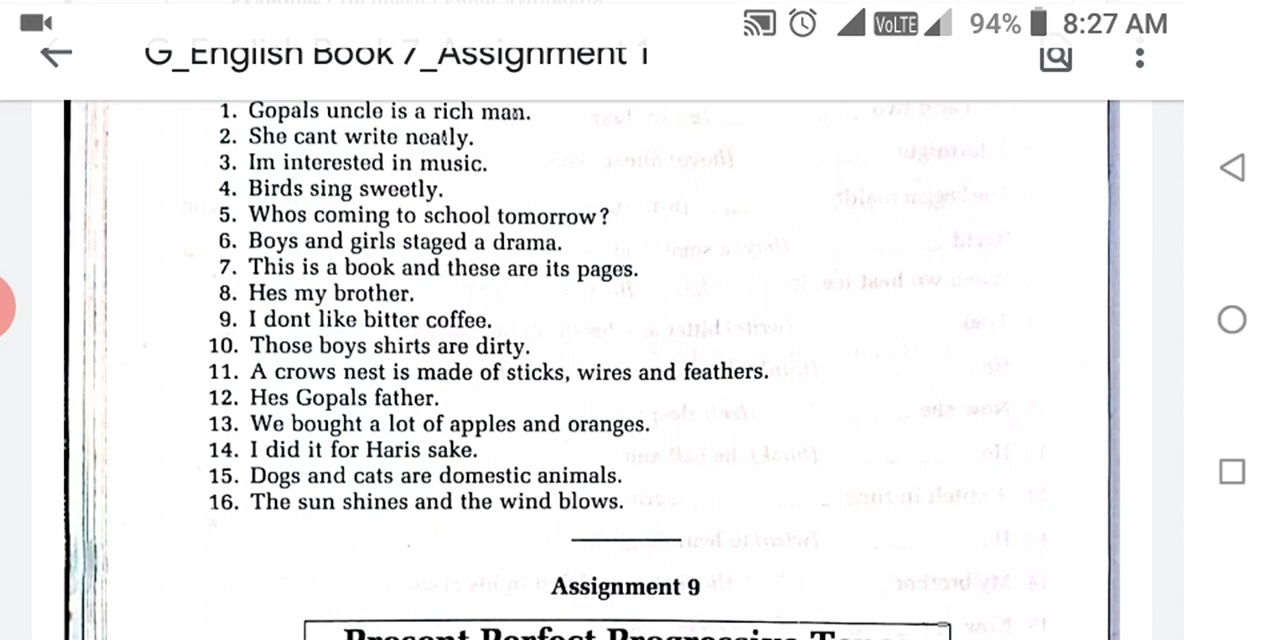 VoLTE 94% 8:27 AM
G_English Book 7_Assignment 1
1. Gopals uncle is a rich man.
2. She cant write neatly.
3. Im interested in music.
4. Birds sing sweetly.
5. Whos coming to school tomorrow?
6. Boys and girls staged a drama.
7. This is a book and these are its pages.
8. Hes my brother.
9. I dont like bitter coffee.
10. Those boys shirts are dirty.
11. A crows nest is made of sticks, wires and feathers.
12. Hes Gopals father.
13. We bought a lot of apples and oranges.
14. I did it for Haris sake.
15. Dogs and cats are domestic animals.
16. The sun shines and the wind blows.
Assignment 9
Present Perfect Progressive Tense